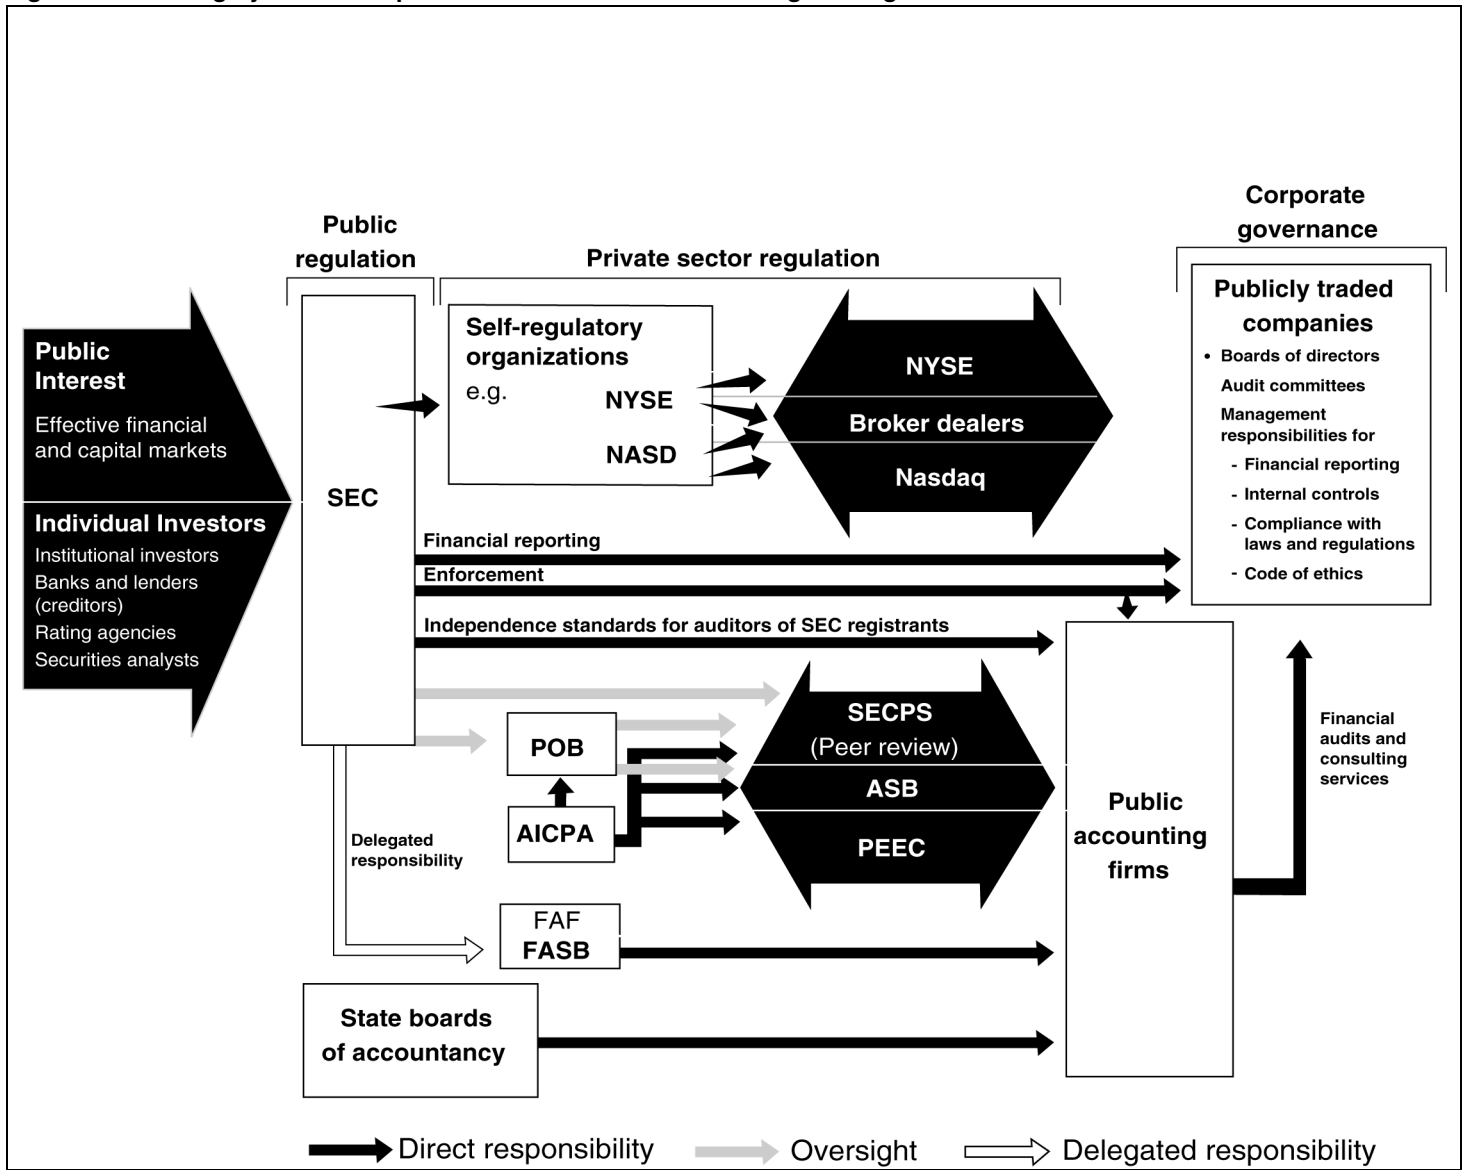 Public
regulation
Private sector regulation
Corporate
governance
Public
Interest
Effective financial
and capital markets
Individual Investors
Institutional investors
Banks and lenders
(creditors)
Rating agencies
Securities analysts
SEC
Self-regulatory
organizations
e.g.
NYSE
NASD
NYSE
Broker dealers
Nasdaq
Publicly traded
companies
• Boards of directors
Audit committees
Management
responsibilities for
- Financial reporting
- Internal controls
- Compliance with
laws and regulations
- Code of ethics
Financial reporting
Enforcement
Independence standards for auditors of SEC registrants
POB
AICPA
SECPS
(Peer review)
ASB
PEEC
Delegated
responsibility
FAF
FASB
State boards
of accountancy
Public
accounting
firms
Financial
audits and
consulting
services
Direct responsibility
Oversight
Delegated responsibility